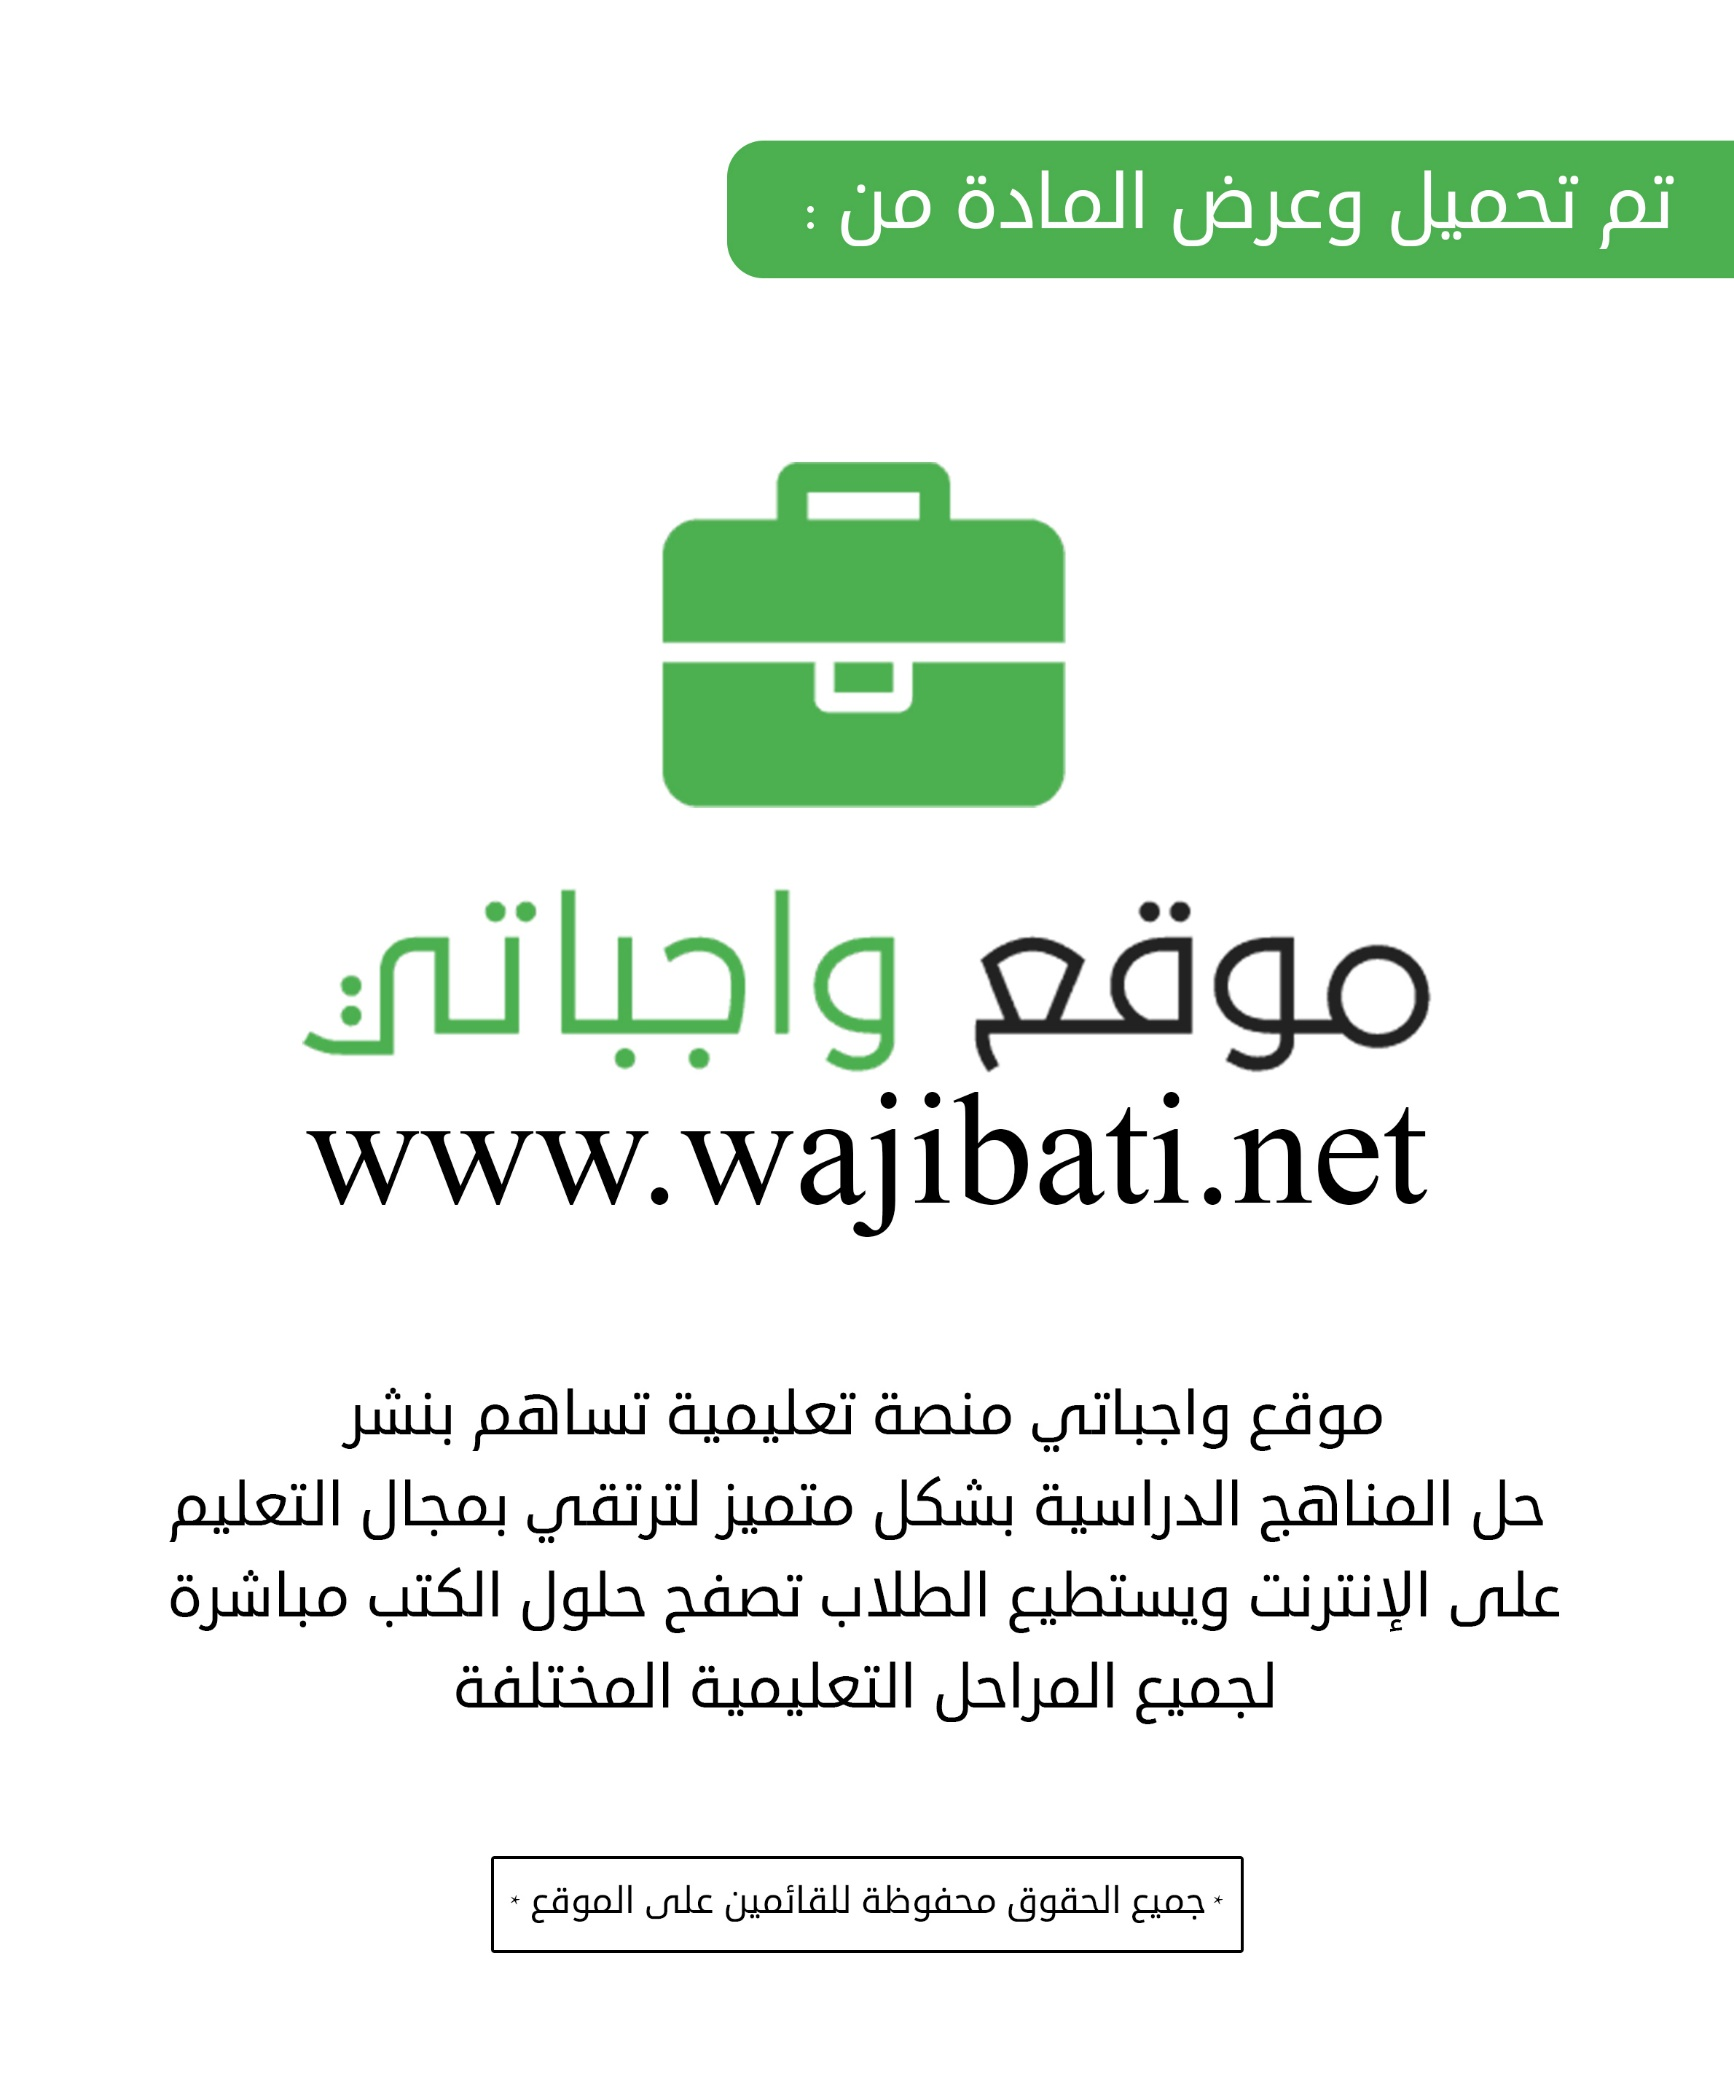 تم تحميل وعرض المادة من :
موقع واجباتي
www.wajibati.net
موقع واجباتي منصة تعليمية تساهم بنشر
حل المناهج الدراسية بشكل متميز لترتقي بمجال التعليم
على الإنترنت ويستطيع الطلاب تصفح حلول الكتب مباشرة
لجميع المراحل التعليمية المختلفة
* جميع الحقوق محفوظة للقائمين على الموقع *